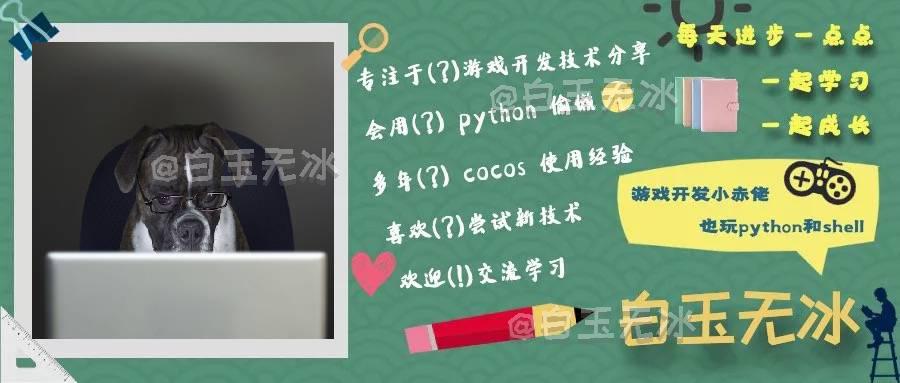 专注于(?)游戏开发技术分享
会用(?) python 偷懒
多年(?) cocos 使用经验
喜欢(?)尝试新技术
欢迎(!)交流学习
每天进步一点点
一起学习
一起成长
游戏开发小赤佬
也玩python和shell
白玉无冰
@白玉无冰
@白玉无冰
@白玉无冰